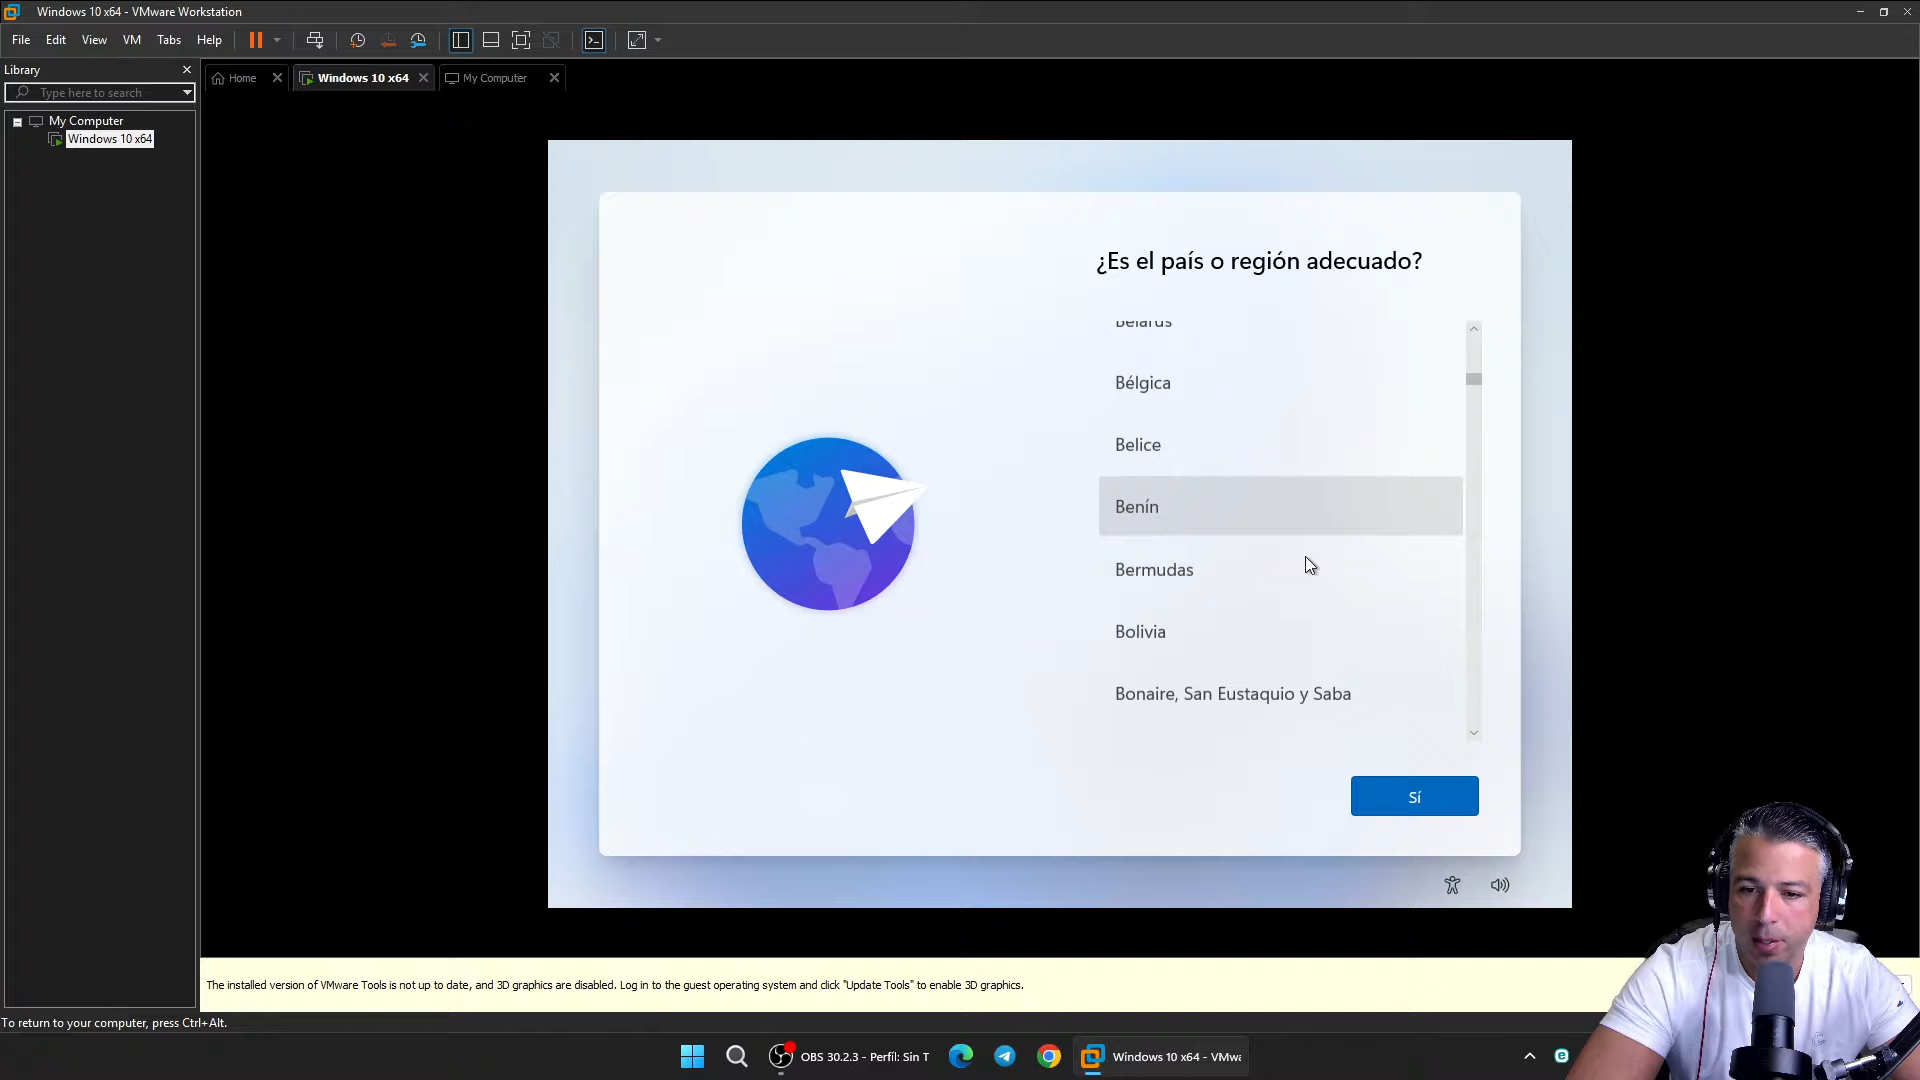 Windows 10 x64 - VMware Workstation
File Edit View VM Tabs Help
Library
Type here to search
My Computer
Windows 10 x64
Home
Windows 10 x64
My Computer
¿Es el país o región adecuado?
Belarus
Bélgica
Belice
Benín
Bermudas
Bolivia
Bonaire, San Eustaquio y Saba
Sí
The installed version of VMware Tools is not up to date, and 3D graphics are disabled. Log in to the guest operating system and click "Update Tools" to enable 3D graphics.
To return to your computer, press Ctrl+Alt.
OBS 30.2.3 - Perfil: Sin T
Windows 10 x64 - VMwa